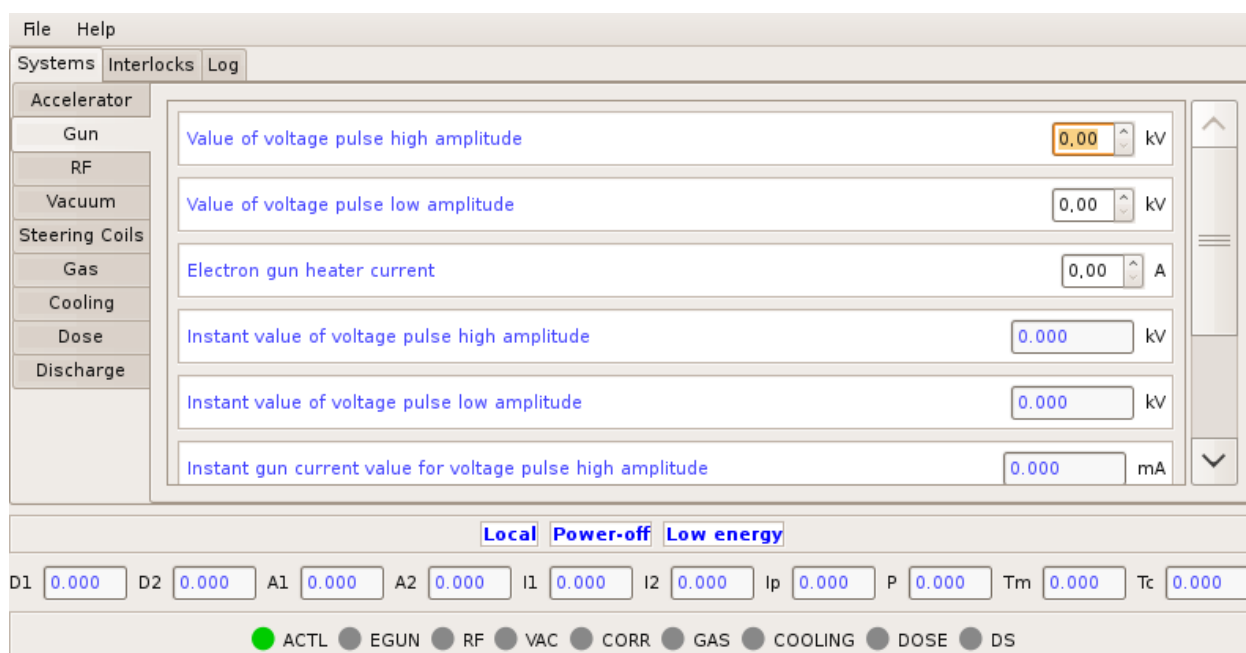 File Help
Systems Interlocks Log
Accelerator
Gun
RF
Vacuum
Steering Coils
Gas
Cooling
Dose
Discharge
Value of voltage pulse high amplitude 0,00 kV
Value of voltage pulse low amplitude 0,00 kV
Electron gun heater current 0,00 A
Instant value of voltage pulse high amplitude 0.000 kV
Instant value of voltage pulse low amplitude 0.000 kV
Instant gun current value for voltage pulse high amplitude 0.000 mA
Local Power-off Low energy
D1 0.000 D2 0.000 A1 0.000 A2 0.000 I1 0.000 I2 0.000 Ip 0.000 P 0.000 Tm 0.000 Tc 0.000
ACTL EGUN RF VAC CORR GAS COOLING DOSE DS